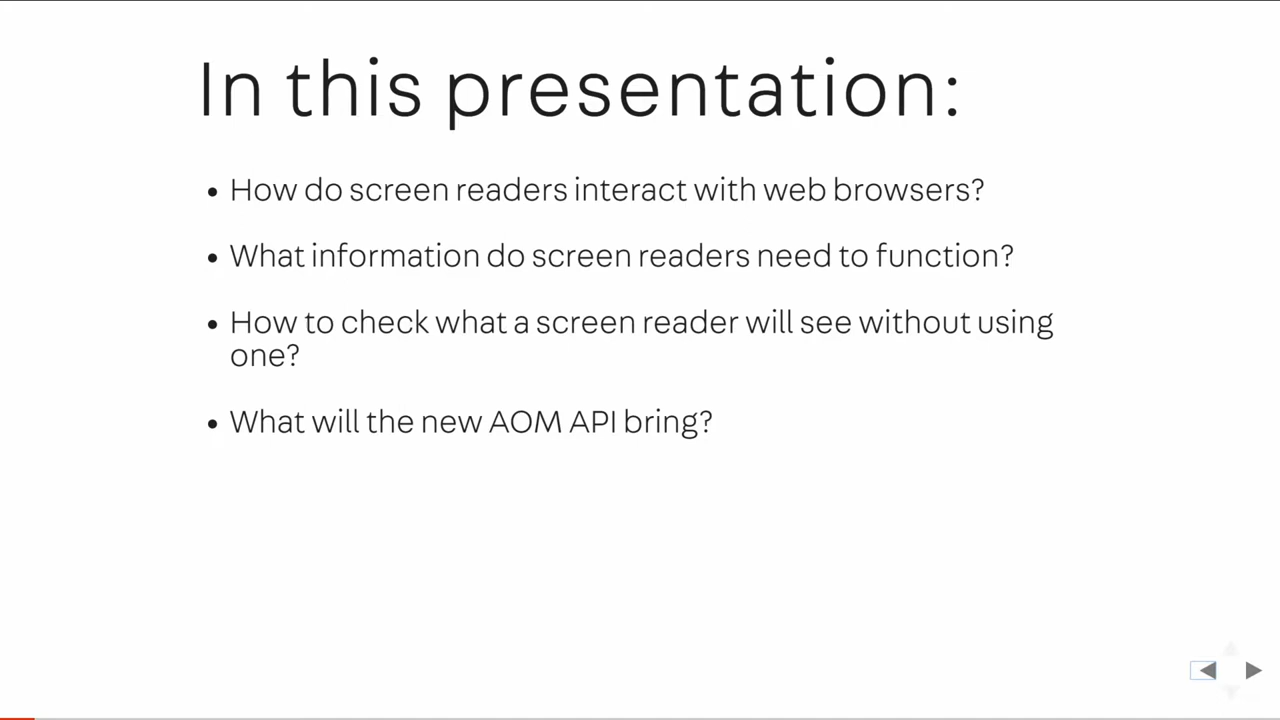 In this presentation:
• How do screen readers interact with web browsers?
• What information do screen readers need to function?
• How to check what a screen reader will see without using
one?
• What will the new AOM API bring?